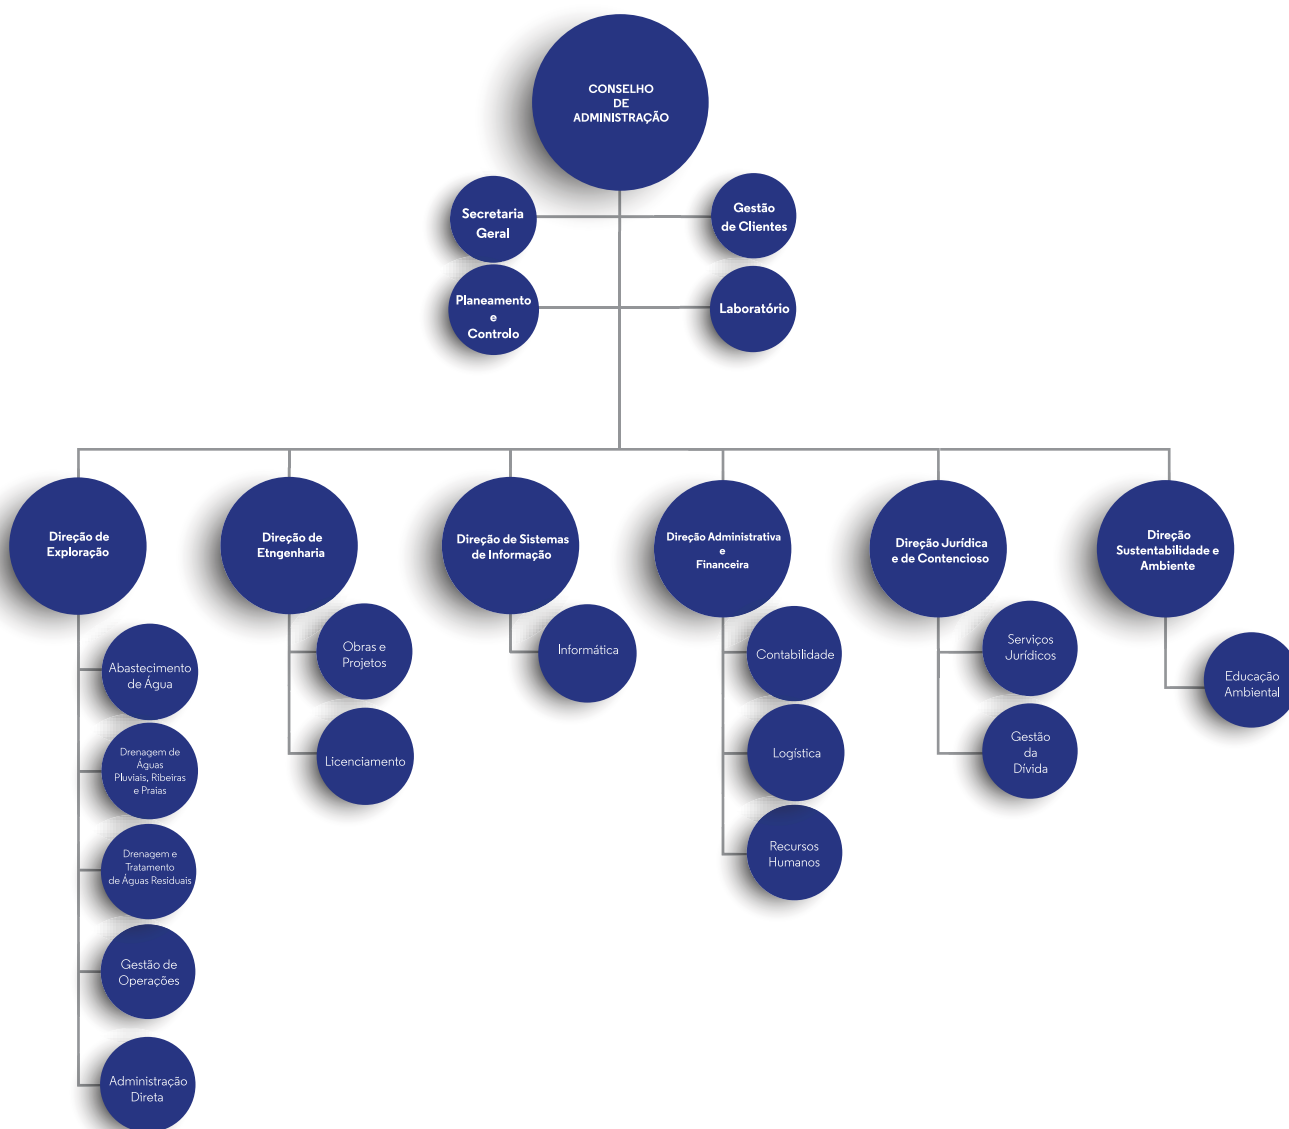 CONSELHO
DE
ADMINISTRAÇÃO
Secretaria
Geral
Gestão
de Clientes
Planeamento
e
Controlo
Laboratório
Direção de
Exploração
Direção de
Etngenharia
Direção de Sistemas
de Informação
Direção Administrativa
e
Financeira
Direção Jurídica
e de Contencioso
Direção
Sustentabilidade e
Ambiente
Abastecimento
de Água
Drenagem de
Águas
Pluviais, Ribeiras
e Praias
Drenagem e
Tratamento
de Águas Residuais
Gestão de
Operações
Administração
Direta
Obras e
Projetos
Licenciamento
Informática
Contabilidade
Logística
Recursos
Humanos
Serviços
Jurídicos
Gestão
da
Dívida
Educação
Ambiental